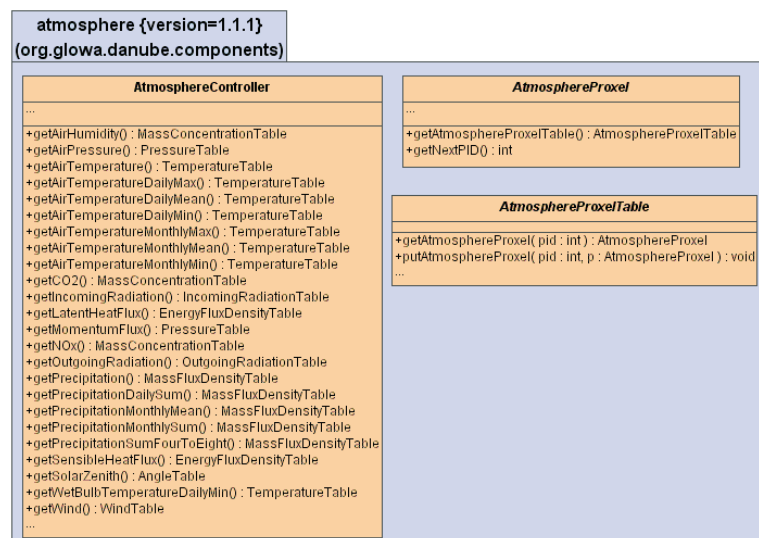 atmosphere {version=1.1.1}
(org.glowa.danube.components)
AtmosphereController
...
+getAirHumidity() : MassConcentrationTable
+getAirPressure() : PressureTable
+getAirTemperature() : TemperatureTable
+getAirTemperatureDailyMax() : TemperatureTable
+getAirTemperatureDailyMean() : TemperatureTable
+getAirTemperatureDailyMin() : TemperatureTable
+getAirTemperatureMonthlyMax() : TemperatureTable
+getAirTemperatureMonthlyMean() : TemperatureTable
+getAirTemperatureMonthlyMin() : TemperatureTable
+getCO2() : MassConcentrationTable
+getIncomingRadiation() : IncomingRadiationTable
+getLatentHeatFlux() : EnergyFluxDensityTable
+getMomentumFlux() : PressureTable
+getNOx() : MassConcentrationTable
+getOutgoingRadiation() : OutgoingRadiationTable
+getPrecipitation() : MassFluxDensityTable
+getPrecipitationDailySum() : MassFluxDensityTable
+getPrecipitationMonthlyMean() : MassFluxDensityTable
+getPrecipitationMonthlySum() : MassFluxDensityTable
+getPrecipitationSumFourToEight() : MassFluxDensityTable
+getSensibleHeatFlux() : EnergyFluxDensityTable
+getSolarZenith() : AngleTable
+getWetBulbTemperatureDailyMin() : TemperatureTable
+getWind() : WindTable
...
AtmosphereProxel
...
+getAtmosphereProxelTable() : AtmosphereProxelTable
+getNextPID() : int
AtmosphereProxelTable
+getAtmosphereProxel( pid : int ) : AtmosphereProxel
+putAtmosphereProxel( pid : int, p : AtmosphereProxel ) : void
...